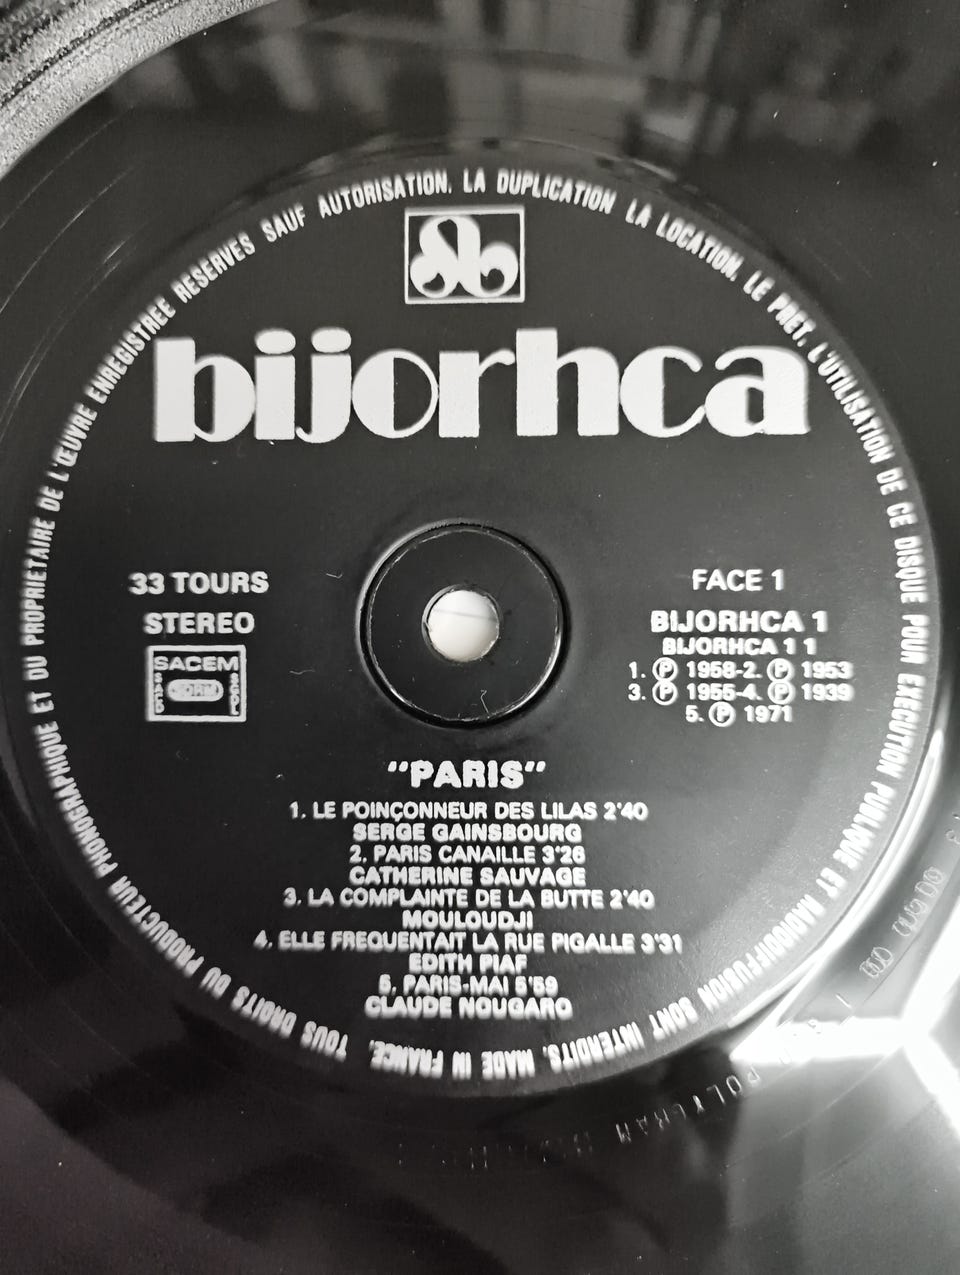 TOUS DROITS DU PRODUCTEUR PHONOGRAPHIQUE ET DU PROPRIETAIRE DE L'ŒUVRE ENREGISTREE RESERVES SAUF AUTORISATION. LA DUPLICATION LA LOCATION. LE PRET. L'UTILISATION DE CE DISQUE POUR EXECUTION PUBLIQUE ET RADIODIFFUSION SONT INTERDITS. MADE IN FRANCE.
bijorhca
33 TOURS
STEREO
SACEM
SACD
SDRM
SGDL
FACE 1
BIJORHCA 1
BIJORHCA 1 1
1. Ⓟ 1958-2. Ⓟ 1953
3. Ⓟ 1955-4. Ⓟ 1939
5. Ⓟ 1971
"PARIS"
1. LE POINÇONNEUR DES LILAS 2'40
SERGE GAINSBOURG
2. PARIS CANAILLE 3'26
CATHERINE SAUVAGE
3. LA COMPLAINTE DE LA BUTTE 2'40
MOULOUDJI
4. ELLE FREQUENTAIT LA RUE PIGALLE 3'31
EDITH PIAF
5. PARIS-MAI 5'59
CLAUDE NOUGARO
POLYGRAM